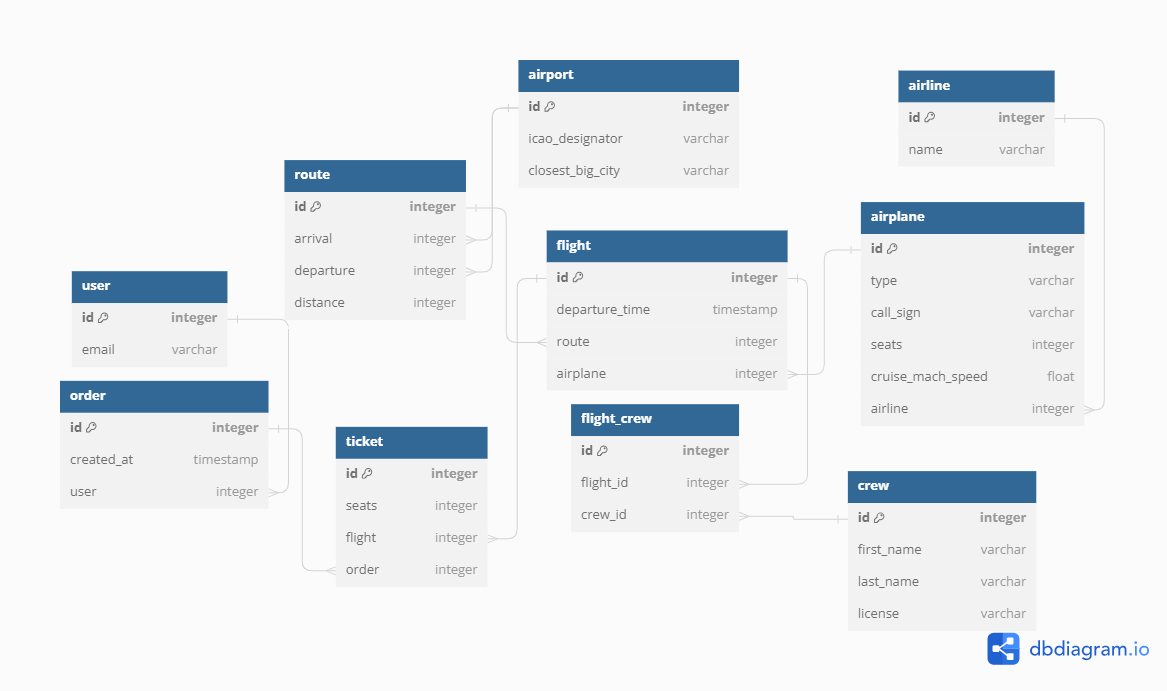 airport
id integer
icao_designator varchar
closest_big_city varchar
airline
id integer
name varchar
route
id integer
arrival integer
departure integer
distance integer
flight
id integer
departure_time timestamp
route integer
airplane integer
airplane
id integer
type varchar
call_sign varchar
seats integer
cruise_mach_speed float
airline integer
user
id integer
email varchar
order
id integer
created_at timestamp
user integer
ticket
id integer
seats integer
flight integer
order integer
flight_crew
id integer
flight_id integer
crew_id integer
crew
id integer
first_name varchar
last_name varchar
license varchar
dbdiagram.io